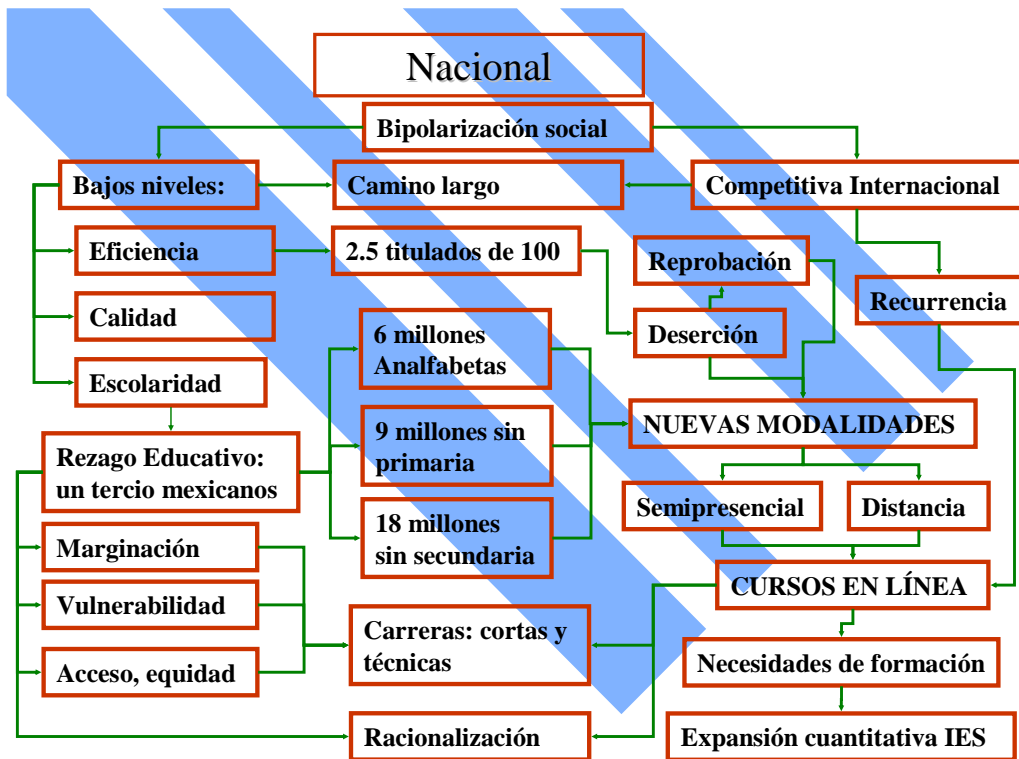 Nacional
Bipolarización social
Bajos niveles:
Camino largo
Competitiva Internacional
Eficiencia
2.5 titulados de 100
Reprobación
Recurrencia
Calidad
6 millones
Analfabetas
Deserción
Escolaridad
9 millones sin
primaria
NUEVAS MODALIDADES
Rezago Educativo:
un tercio mexicanos
18 millones
sin secundaria
Semipresencial
Distancia
Marginación
Vulnerabilidad
CURSOS EN LÍNEA
Carreras: cortas y
técnicas
Acceso, equidad
Necesidades de formación
Racionalización
Expansión cuantitativa IES